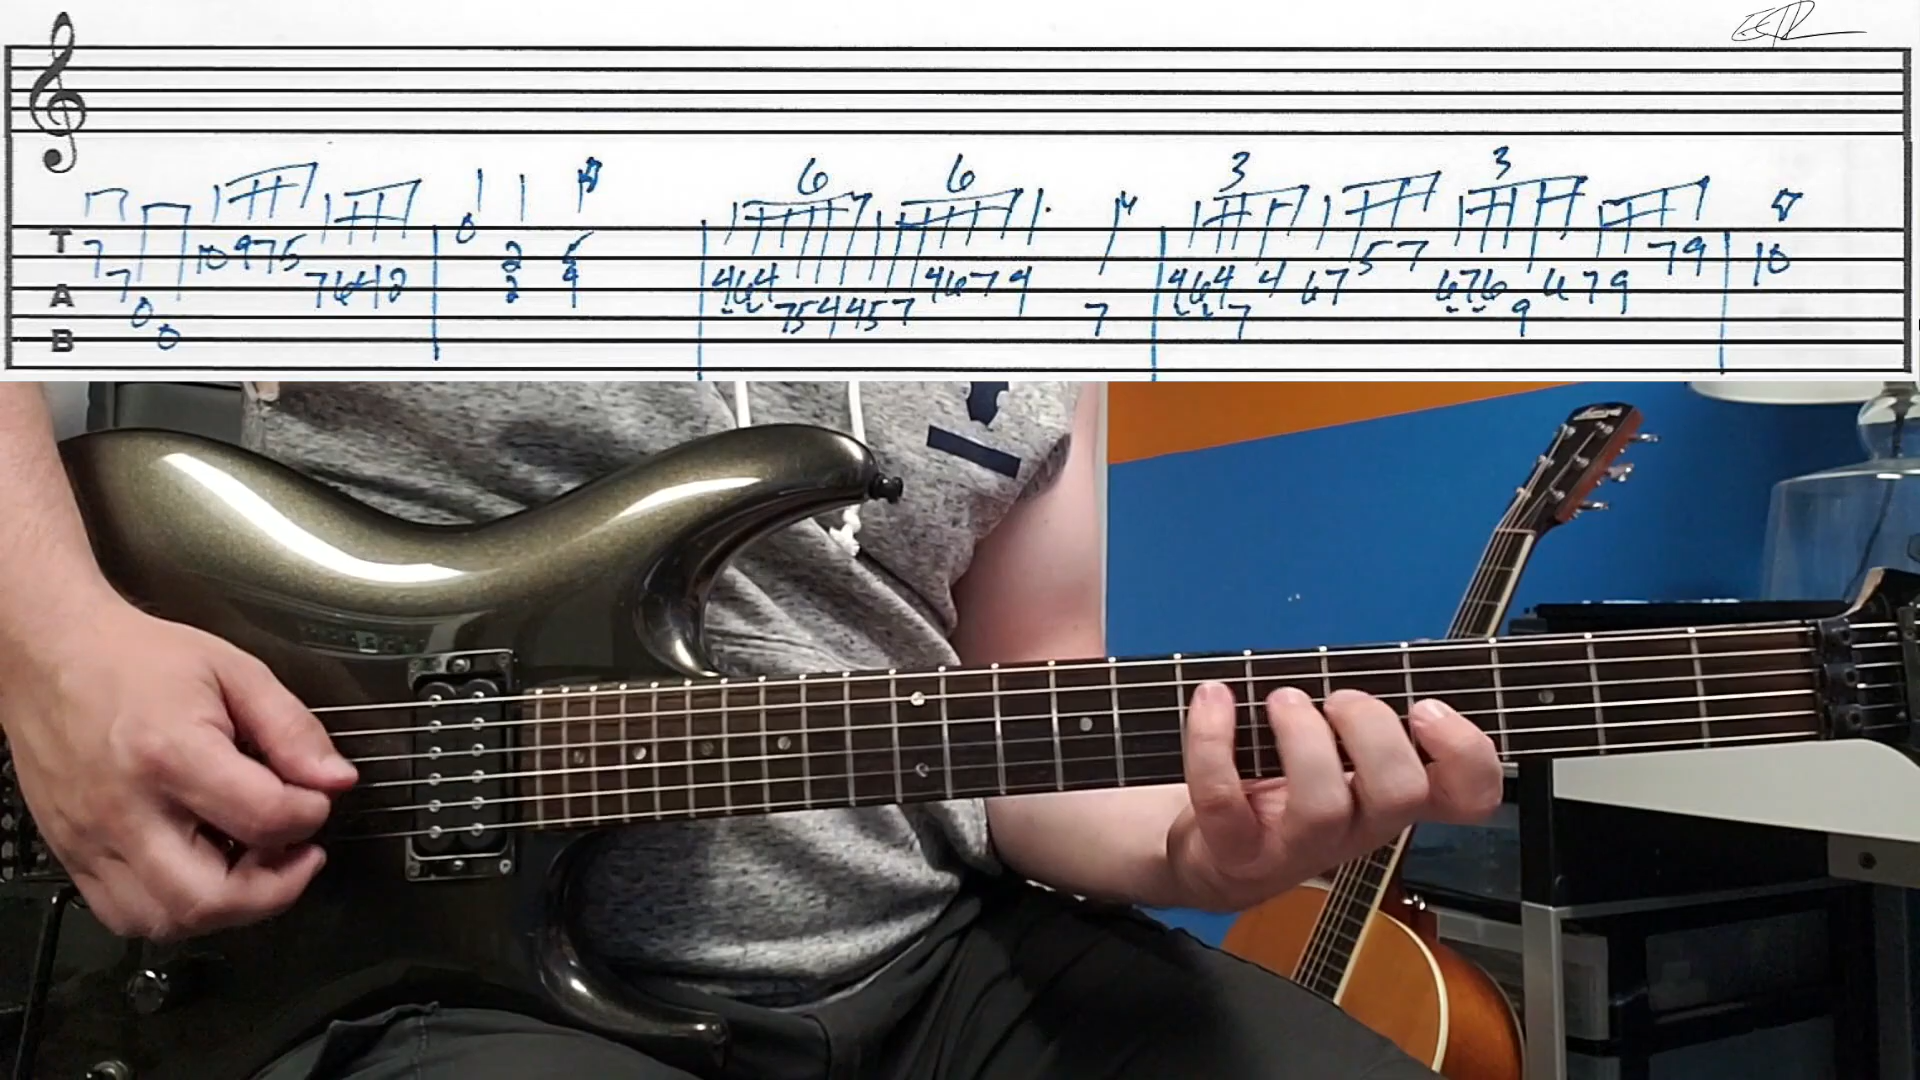 6 6 3 3
T 0
7 10 9 7 5 2 5 5 7 7 9 10
7 7 6 4 2 2 4 4 6 4 4 6 7 9 4 6 4 4 6 7 6 7 6 6 7 9
A
0 7 5 4 4 5 7 7 7 9
B 0